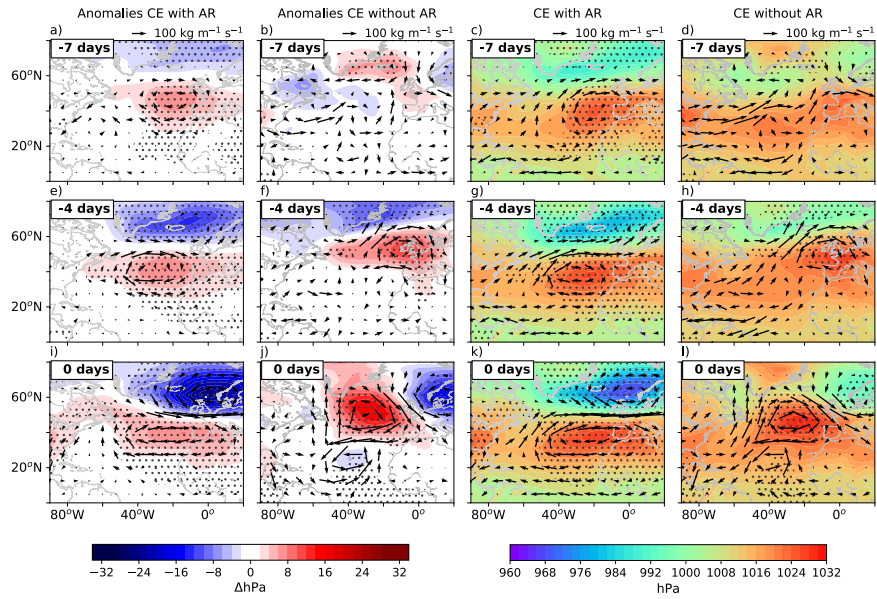 Anomalies CE with AR
Anomalies CE without AR
CE with AR
CE without AR
a)
100 kg m⁻¹ s⁻¹
b)
100 kg m⁻¹ s⁻¹
c)
100 kg m⁻¹ s⁻¹
d)
100 kg m⁻¹ s⁻¹
-7 days
-7 days
-7 days
-7 days
60°N
20°N
e)
f)
g)
h)
-4 days
-4 days
-4 days
-4 days
60°N
20°N
i)
j)
k)
l)
0 days
0 days
0 days
0 days
60°N
20°N
80°W 40°W 0°
80°W 40°W 0°
80°W 40°W 0°
80°W 40°W 0°
−32 −24 −16 −8 0 8 16 24 32
ΔhPa
960 968 976 984 992 1000 1008 1016 1024 1032
hPa